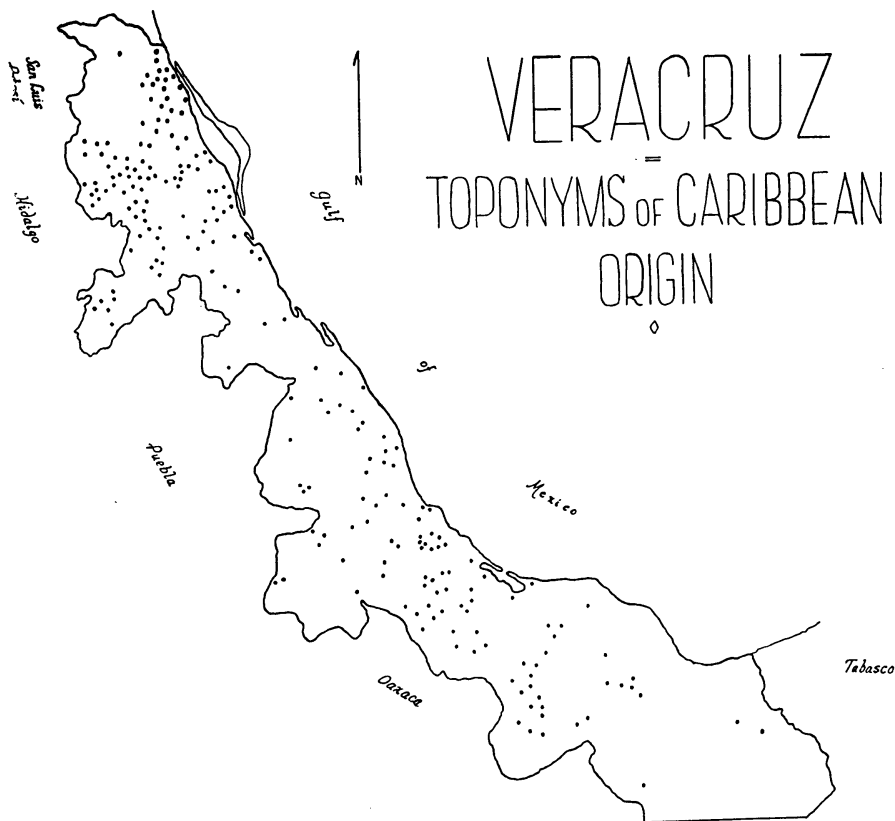 VERACRUZ
=
TOPONYMS OF CARIBBEAN
ORIGIN
San Luis
Hidalgo
N
Gulf
of
Mexico
Puebla
Oaxaca
Tabasco